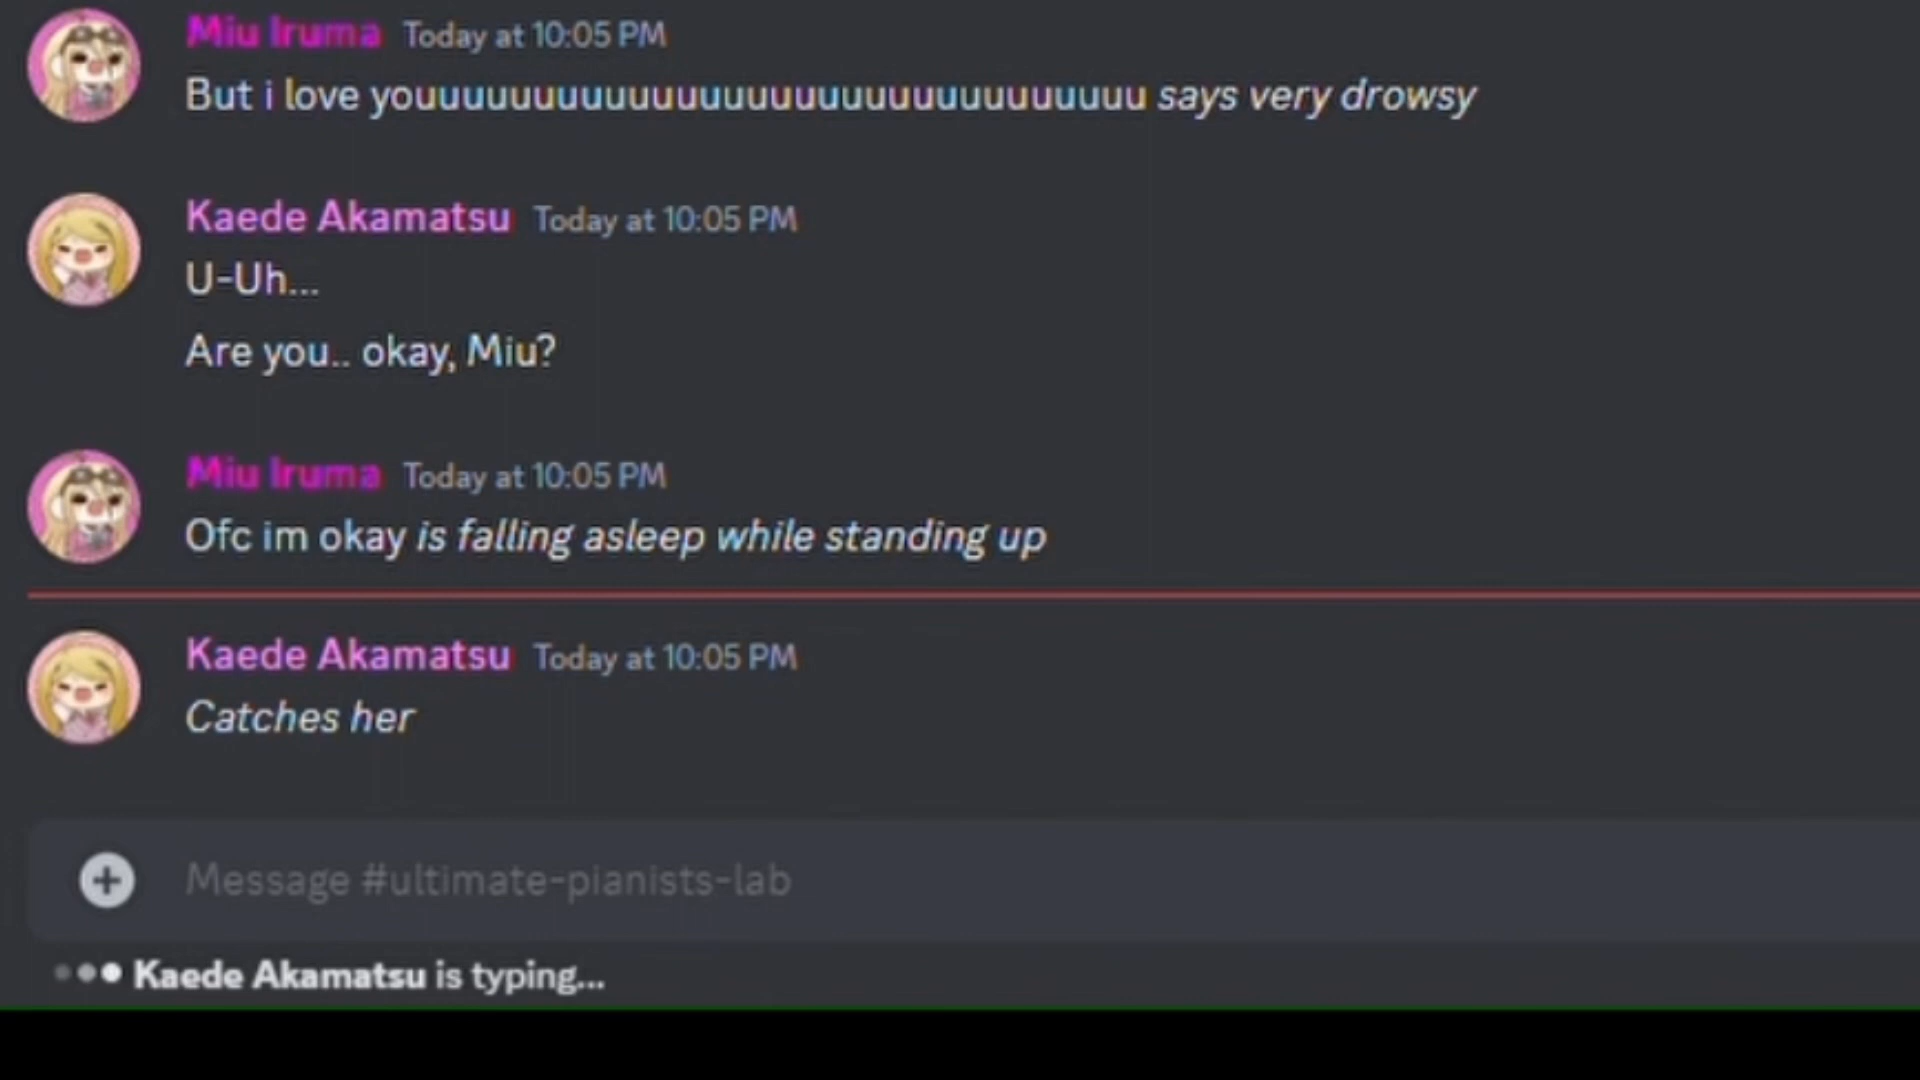 Miu Iruma Today at 10:05 PM
But i love youuuuuuuuuuuuuuuuuuuuuuuuuuuuuuu says very drowsy
Kaede Akamatsu Today at 10:05 PM
U-Uh...
Are you.. okay, Miu?
Miu Iruma Today at 10:05 PM
Ofc im okay is falling asleep while standing up
Kaede Akamatsu Today at 10:05 PM
Catches her
Message #ultimate-pianists-lab
Kaede Akamatsu is typing...